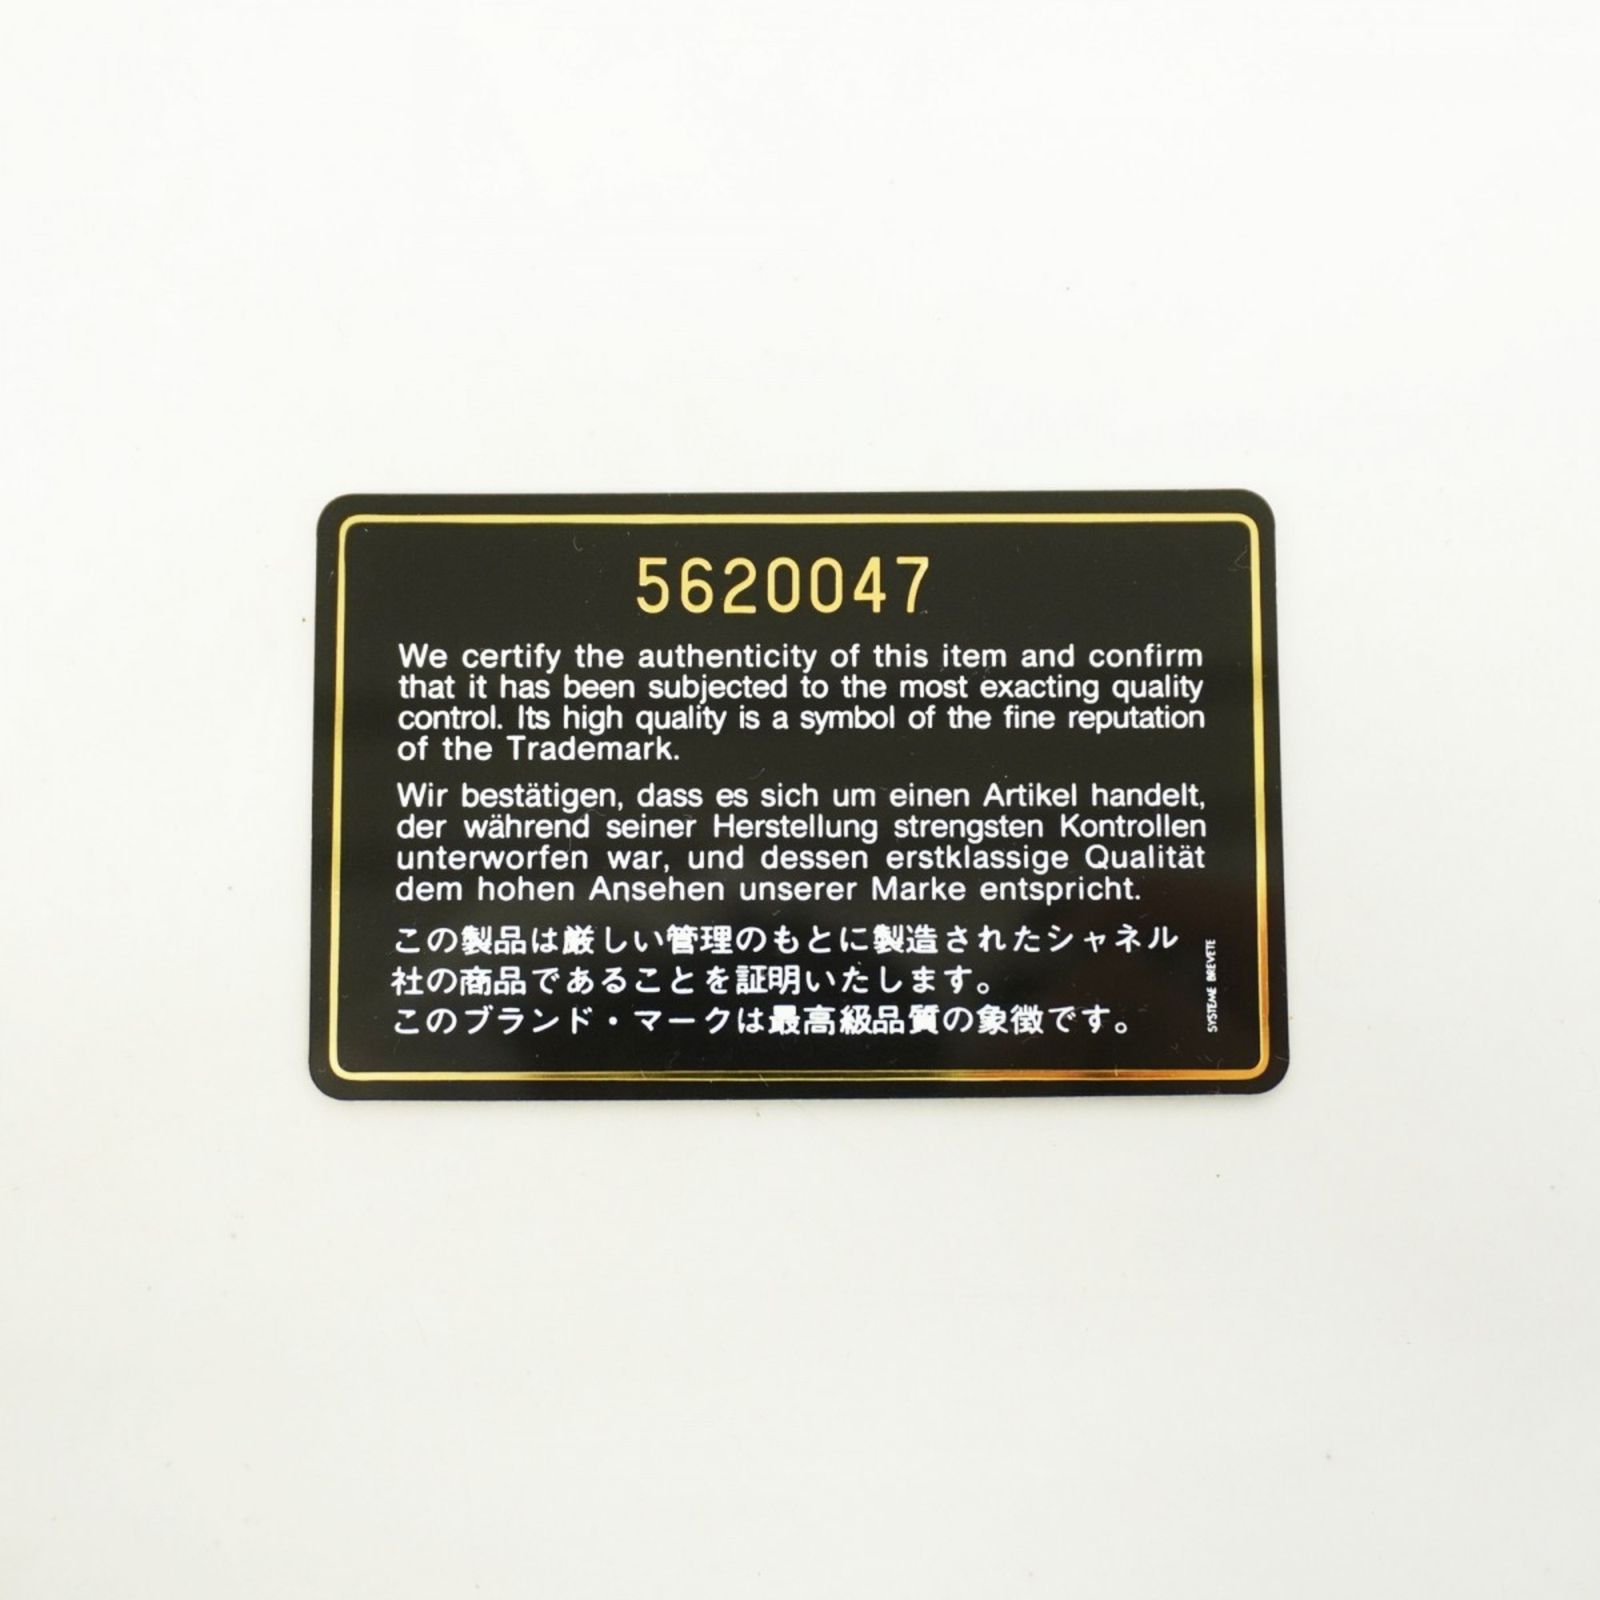 5620047
We certify the authenticity of this item and confirm
that it has been subjected to the most exacting quality
control. Its high quality is a symbol of the fine reputation
of the Trademark.
Wir bestätigen, dass es sich um einen Artikel handelt,
der während seiner Herstellung strengsten Kontrollen
unterworfen war, und dessen erstklassige Qualität
dem hohen Ansehen unserer Marke entspricht.
この製品は厳しい管理のもとに製造されたシャネル
社の商品であることを証明いたします。
このブランド・マークは最高級品質の象徴です。
SYSTEME BREVETE